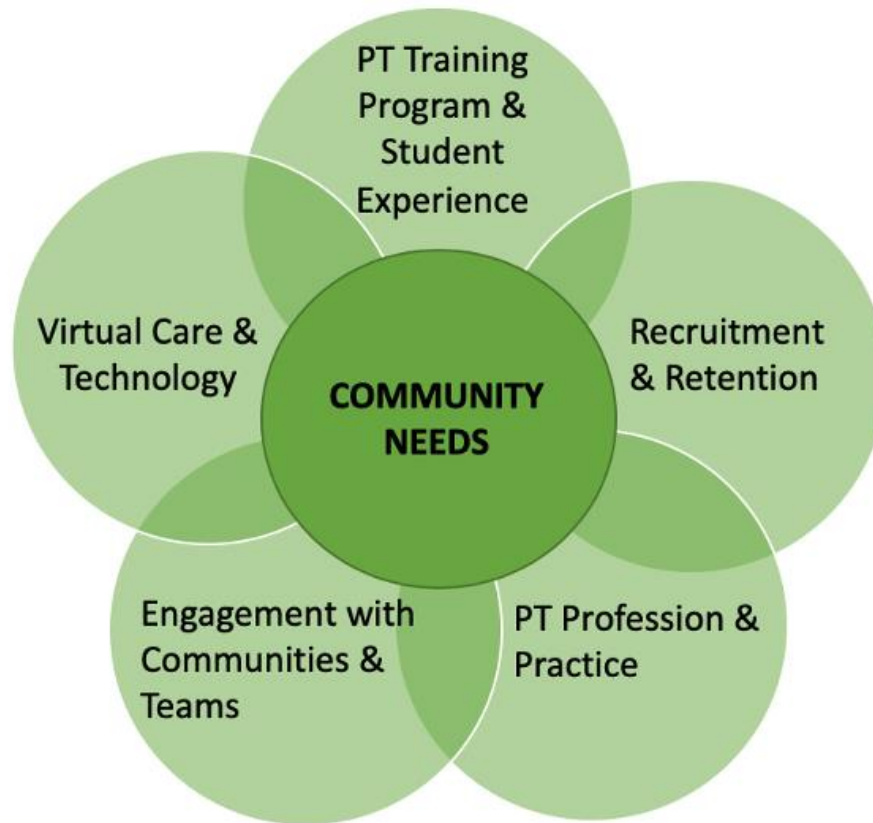 PT Training
Program &
Student
Experience
Virtual Care &
Technology
Recruitment
& Retention
COMMUNITY
NEEDS
Engagement with
Communities &
Teams
PT Profession &
Practice